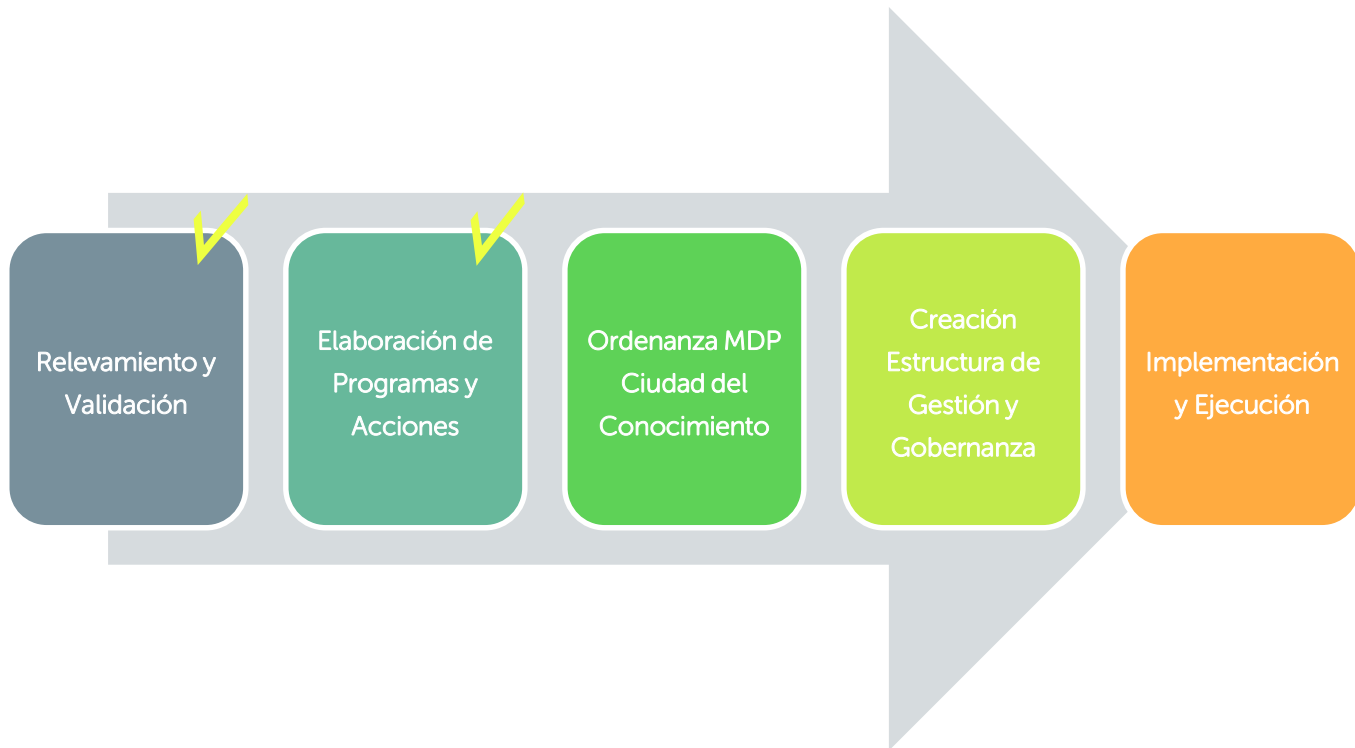 Relevamiento y
Validación
Elaboración de
Programas y
Acciones
Ordenanza MDP
Ciudad del
Conocimiento
Creación
Estructura de
Gestión y
Gobernanza
Implementación
y Ejecución